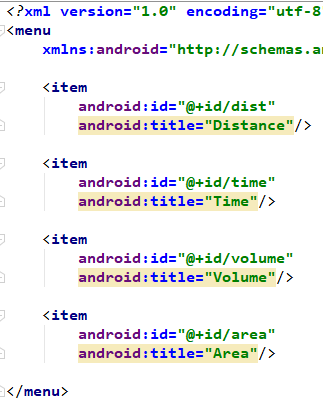 <?xml version="1.0" encoding="utf-8
<menu
xmlns:android="http://schemas.an
<item
android:id="@+id/dist"
android:title="Distance"/>
<item
android:id="@+id/time"
android:title="Time"/>
<item
android:id="@+id/volume"
android:title="Volume"/>
<item
android:id="@+id/area"
android:title="Area"/>
</menu>